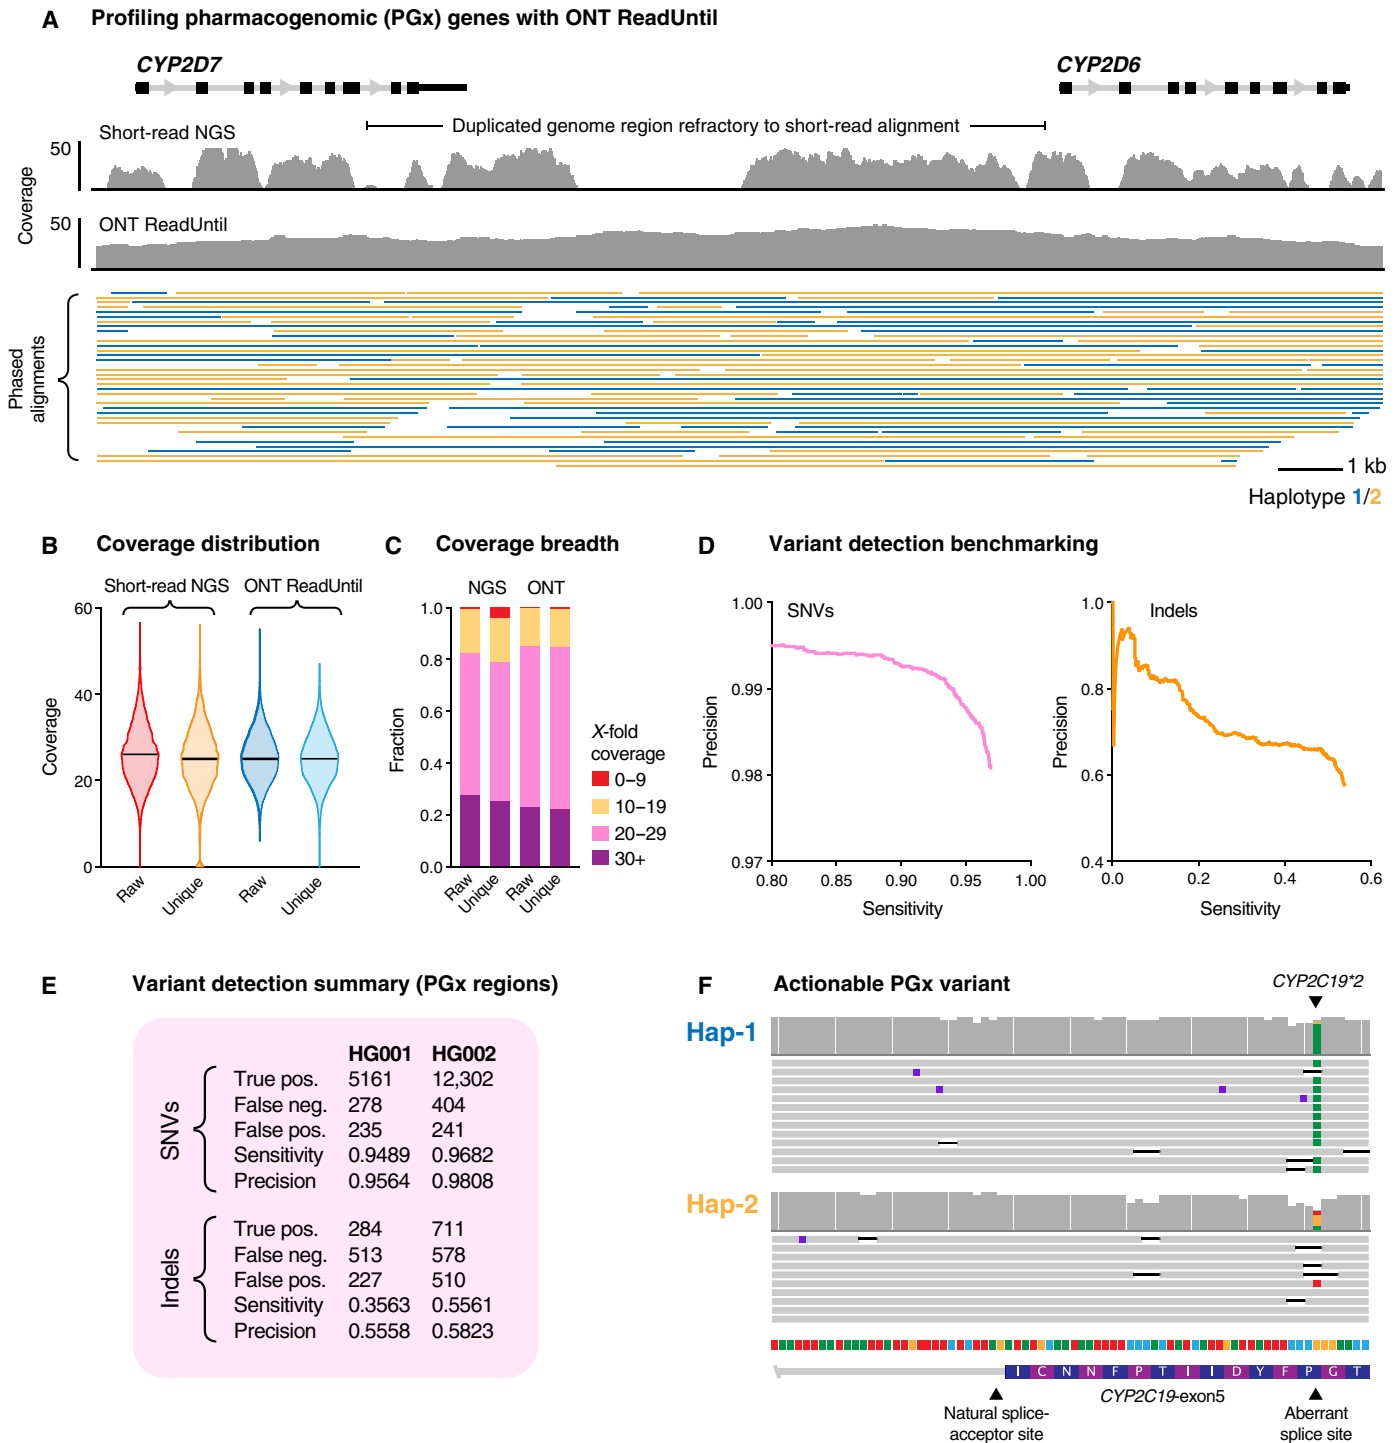 A Profiling pharmacogenomic (PGx) genes with ONT ReadUntil
CYP2D7
CYP2D6
Short-read NGS
Duplicated genome region refractory to short-read alignment
50
Coverage
ONT ReadUntil
50
Phased
alignments
1 kb
Haplotype 1/2
B Coverage distribution
Short-read NGS ONT ReadUntil
60
40
20
0
Coverage
Raw Unique Raw Unique
C Coverage breadth
NGS ONT
1.0
0.8
0.6
0.4
0.2
0.0
Fraction
Raw Unique Raw Unique
X-fold
coverage
0–9
10–19
20–29
30+
D Variant detection benchmarking
SNVs
1.00
0.99
0.98
0.97
Precision
0.80 0.85 0.90 0.95 1.00
Sensitivity
Indels
1.0
0.8
0.6
0.4
Precision
0.0 0.2 0.4 0.6
Sensitivity
E Variant detection summary (PGx regions)
HG001 HG002
SNVs
True pos. 5161 12,302
False neg. 278 404
False pos. 235 241
Sensitivity 0.9489 0.9682
Precision 0.9564 0.9808
Indels
True pos. 284 711
False neg. 513 578
False pos. 227 510
Sensitivity 0.3563 0.5561
Precision 0.5558 0.5823
F Actionable PGx variant
CYP2C19*2
Hap-1
Hap-2
I C N N F P T I I D Y F P G T
CYP2C19-exon5
Natural splice-
acceptor site
Aberrant
splice site